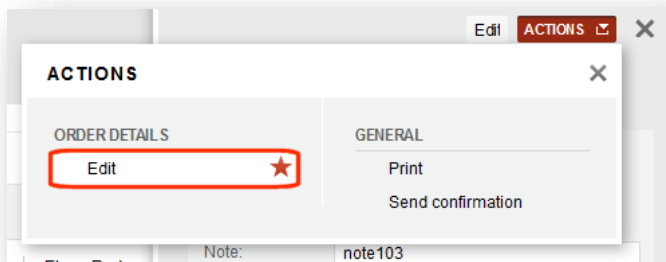 Edit ACTIONS
ACTIONS
ORDER DETAILS
Edit
GENERAL
Print
Send confirmation
Note: note103